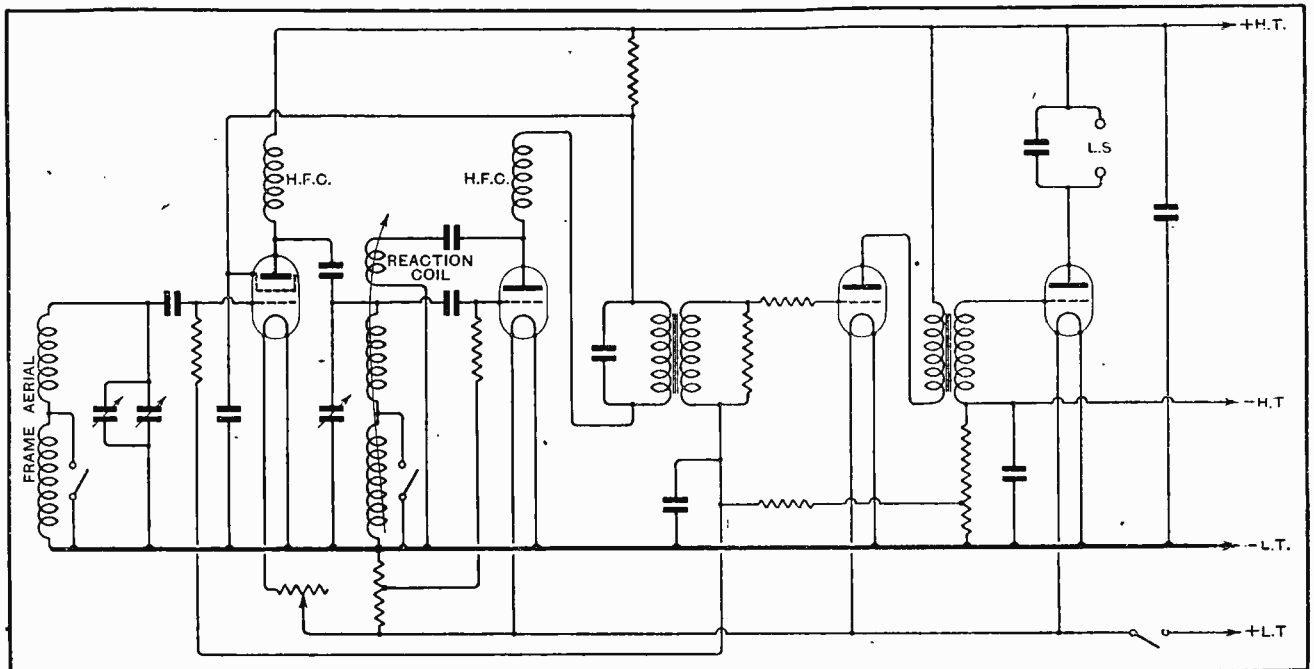 +H.T.
L.S
H.F.C.
H.F.C.
REACTION
COIL
FRAME AERIAL
-H.T
-L.T.
+L.T